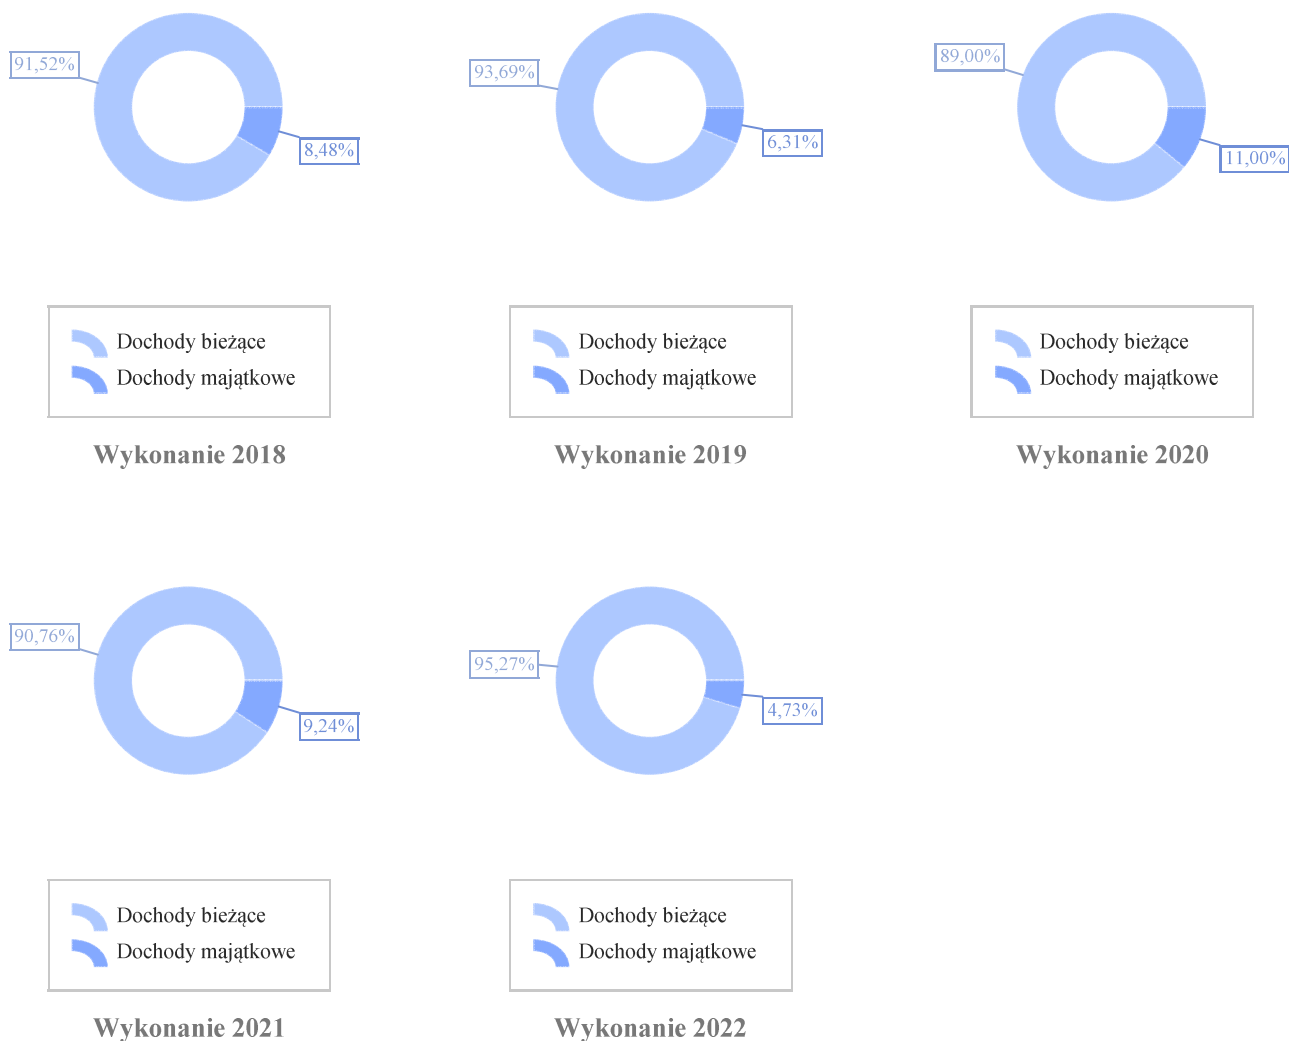 91,52%
8,48%
Dochody bieżące
Dochody majątkowe
Wykonanie 2018
93,69%
6,31%
Dochody bieżące
Dochody majątkowe
Wykonanie 2019
89,00%
11,00%
Dochody bieżące
Dochody majątkowe
Wykonanie 2020
90,76%
9,24%
Dochody bieżące
Dochody majątkowe
Wykonanie 2021
95,27%
4,73%
Dochody bieżące
Dochody majątkowe
Wykonanie 2022